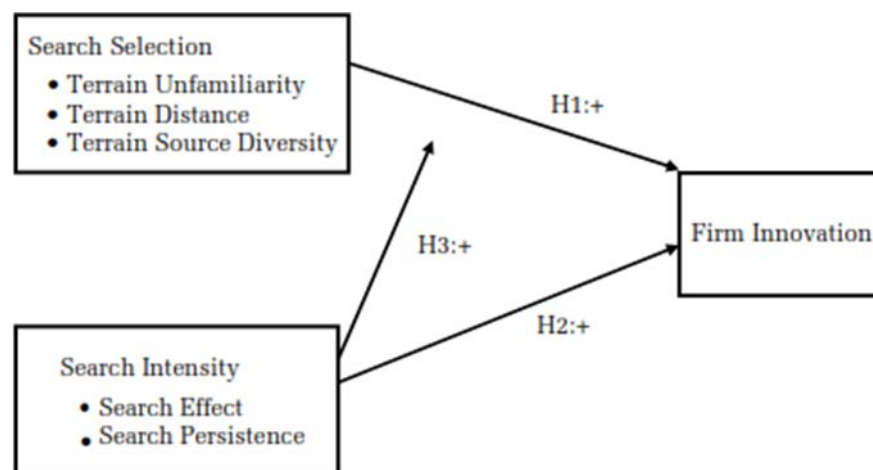 Search Selection
• Terrain Unfamiliarity
• Terrain Distance
• Terrain Source Diversity
H1:+
Firm Innovation
H3:+
H2:+
Search Intensity
• Search Effect
• Search Persistence